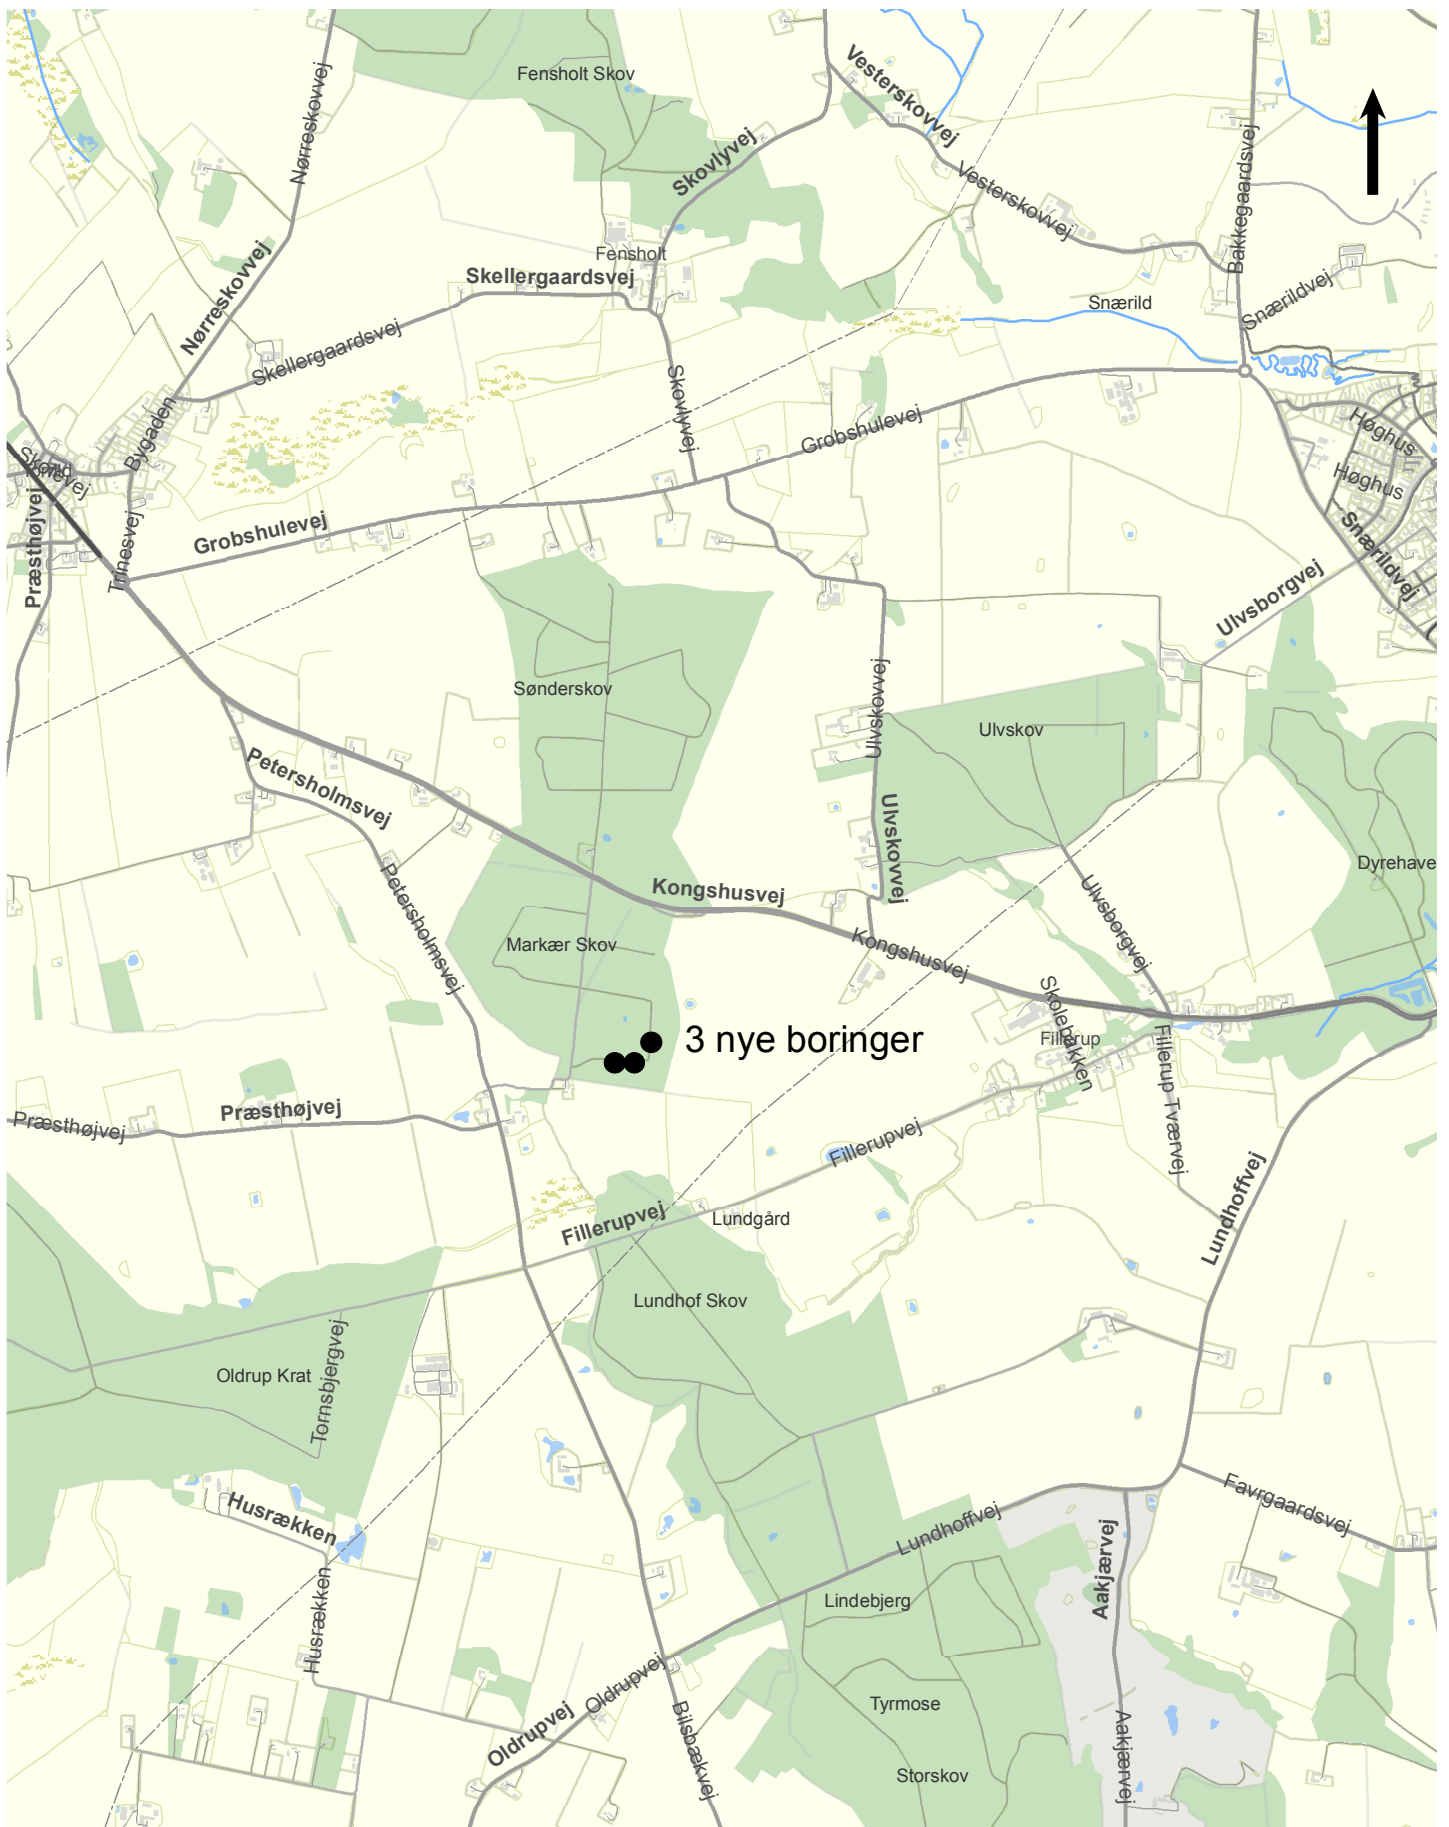 Fensholt Skov
Vesterskovvej
Nørreskovvej
Skovlyvej
Vesterskovvej
Bakkegaardsvej
Fensholt
Skellergaardsvej
Nørreskovvej
Snærild
Snærildvej
Skellergaardsvej
Skovlyvej
Bygaden
Grobshulevej
Høghus
Høghus
Præsthøjvej
Trinesvej
Grobshulevej
Snærildvej
Ulvsborgvej
Sønderskov
Ulvskovvej
Ulvskov
Petersholmsvej
Ulvskovvej
Dyrehave
Petersholmsvej
Kongshusvej
Ulvsborgvej
Markær Skov
Kongshusvej
Skolebakken
3 nye boringer
Fillerup
Fillerup Tværvej
Præsthøjvej
Præsthøjvej
Fillerupvej
Lundhoffvej
Fillerupvej
Lundgård
Lundhof Skov
Tornsbjergvej
Oldrup Krat
Husrækken
Lundhoffvej
Favrgaardsvej
Aakjærvej
Lindebjerg
Husrækken
Oldrupvej
Oldrupvej
Bilsbækvej
Tyrmose
Aakjærvej
Storskov